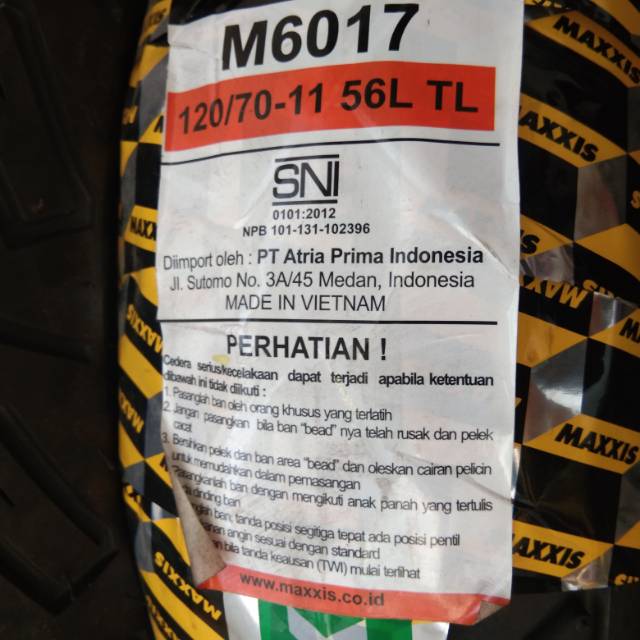 M6017
120/70-11 56L TL
SNI
0101:2012
NPB 101-131-102396
Diimport oleh : PT Atria Prima Indonesia
Jl. Sutomo No. 3A/45 Medan, Indonesia
MADE IN VIETNAM
PERHATIAN !
Cedera serius/kecelakaan dapat terjadi apabila ketentuan
dibawah ini tidak diikuti :
1. Pasanglah ban oleh orang khusus yang terlatih
2. Jangan pasangkan bila ban "bead" nya telah rusak dan pelek
cacat
3. Bersihkan pelek dan ban area "bead" dan oleskan cairan pelicin
untuk memudahkan dalam pemasangan
Pasangkanlah ban dengan mengikuti anak panah yang tertulis
dinding ban
ban, tanda posisi segitiga tepat ada posisi pentil
angin sesuai dengan standard
bila tanda keausan (TWI) mulai terlihat
www.maxxis.co.id
MAXXIS
MAXXIS
MAXXIS
MAXXIS
MAXXIS
MAXXIS
MAXXIS
MAXXIS